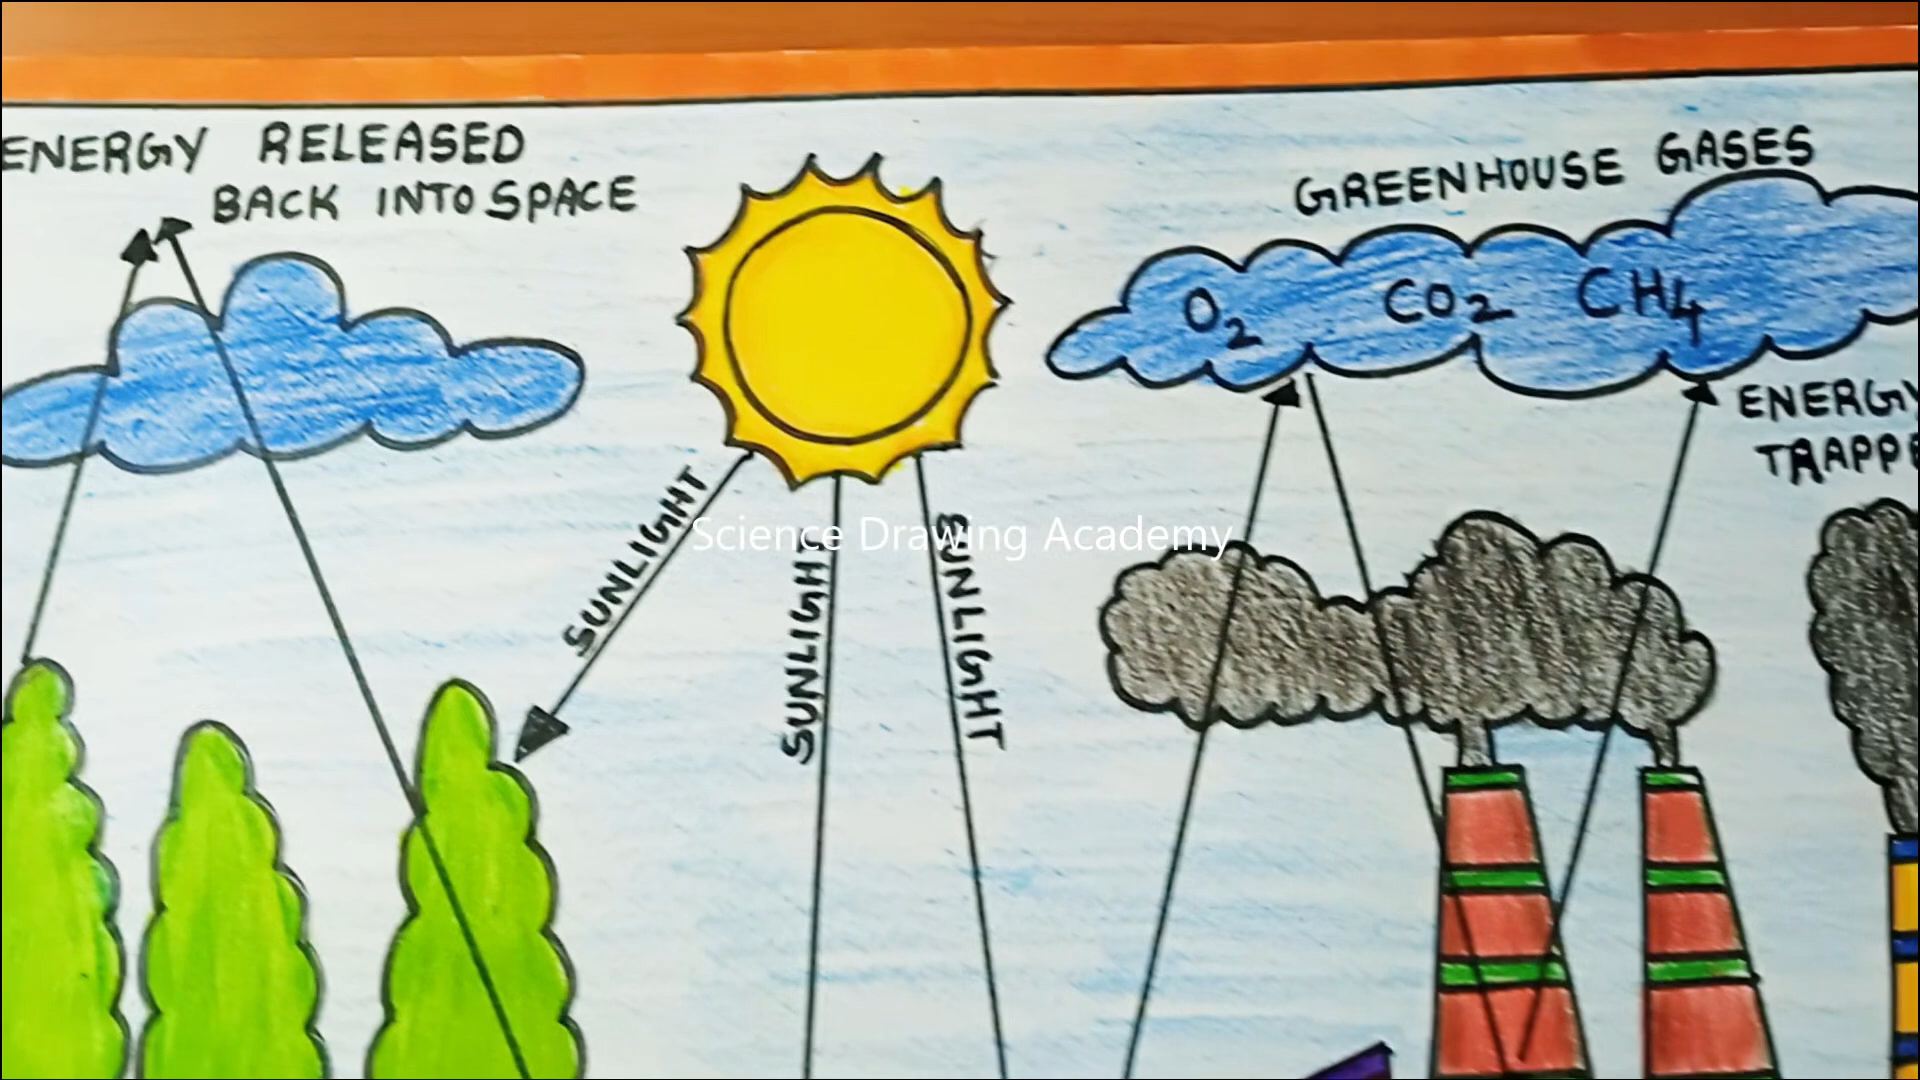 ENERGY RELEASED
BACK INTO SPACE
GREENHOUSE GASES
O2 CO2 CH4
ENERGY
SUNLIGHT
SUNLIGHT
SUNLIGHT
Science Drawing Academy